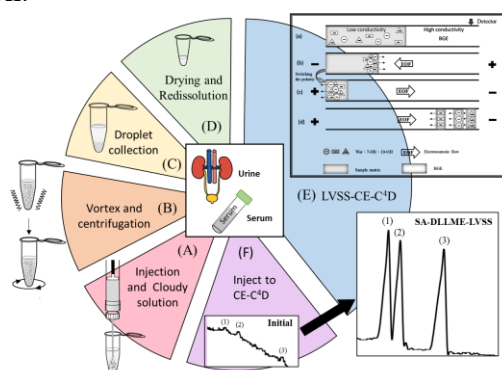 Detector
(a)
Low conductivity
High conductivity
BGE
(b)
EOF
Switching
the polarity
(c)
EOF
(d)
EOF
EOF
Electroosmotic flow
Sample matrix
BGE
Drying and
Redissolution
(D)
Droplet
collection
(C)
Urine
Serum
Serum
(E) LVSS-CE-C⁴D
Vortex and
centrifugation
(B)
(A)
Injection
and Cloudy
solution
(F)
Inject to
CE-C⁴D
Initial
(1)
(2)
(3)
SA-DLLME-LVSS
(1)
(2)
(3)